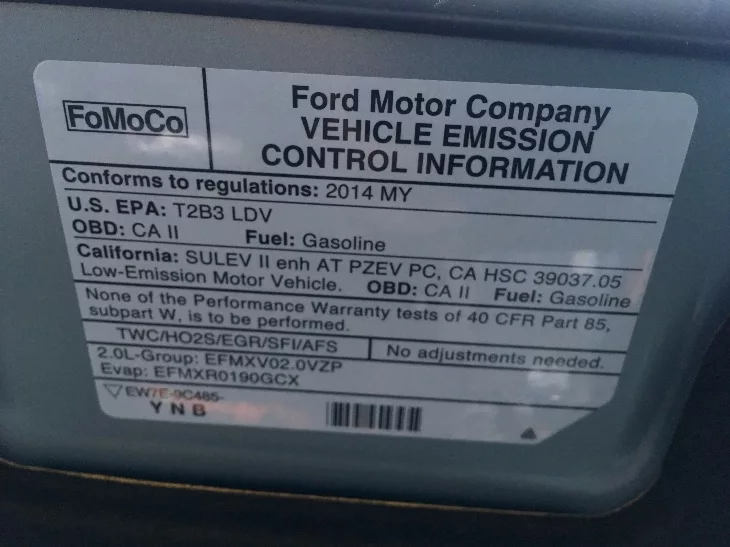 FoMoCo
Ford Motor Company
VEHICLE EMISSION
CONTROL INFORMATION
Conforms to regulations: 2014 MY
U.S. EPA: T2B3 LDV
OBD: CA II Fuel: Gasoline
California: SULEV II enh AT PZEV PC, CA HSC 39037.05
Low-Emission Motor Vehicle. OBD: CA II Fuel: Gasoline
None of the Performance Warranty tests of 40 CFR Part 85,
subpart W, is to be performed.
TWC/HO2S/EGR/SFI/AFS No adjustments needed.
2.0L-Group: EFMXV02.0VZP
Evap: EFMXR0190GCX
EW7E-9C485-
YNB